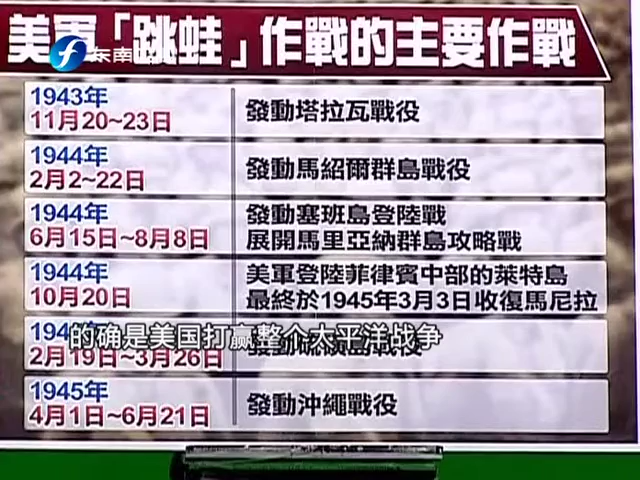 美軍「跳蛙」作戰的主要作戰
东南
1943年
11月20~23日
發動塔拉瓦戰役
1944年
2月2~22日
發動馬紹爾群島戰役
1944年
6月15日~8月8日
發動塞班島登陸戰
展開馬里亞納群島攻略戰
1944年
10月20日
美軍登陸菲律賓中部的萊特島
最終於1945年3月3日收復馬尼拉
的确是美国打赢整个太平洋战争
2月19日~3月26日
1945年
4月1日~6月21日
發動沖繩戰役